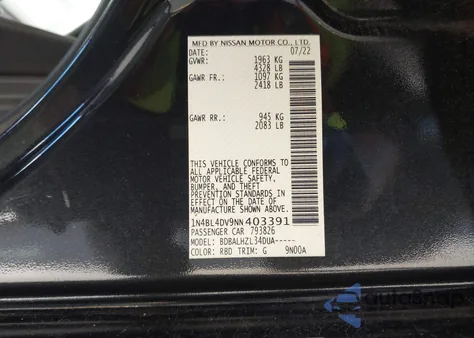 MFD BY NISSAN MOTOR CO., LTD.
DATE: 07/22
GVWR: 1963 KG
4328 LB
GAWR FR.: 1097 KG
2418 LB
GAWR RR.: 945 KG
2083 LB
THIS VEHICLE CONFORMS TO
ALL APPLICABLE FEDERAL
MOTOR VEHICLE SAFETY,
BUMPER, AND THEFT
PREVENTION STANDARDS IN
EFFECT ON THE DATE OF
MANUFACTURE SHOWN ABOVE.
1N4BL4DV9NN403391
PASSENGER CAR 793826
MODEL: BDBALHZL34DUA-----
COLOR: RBD TRIM: G 9N00A
autosnap